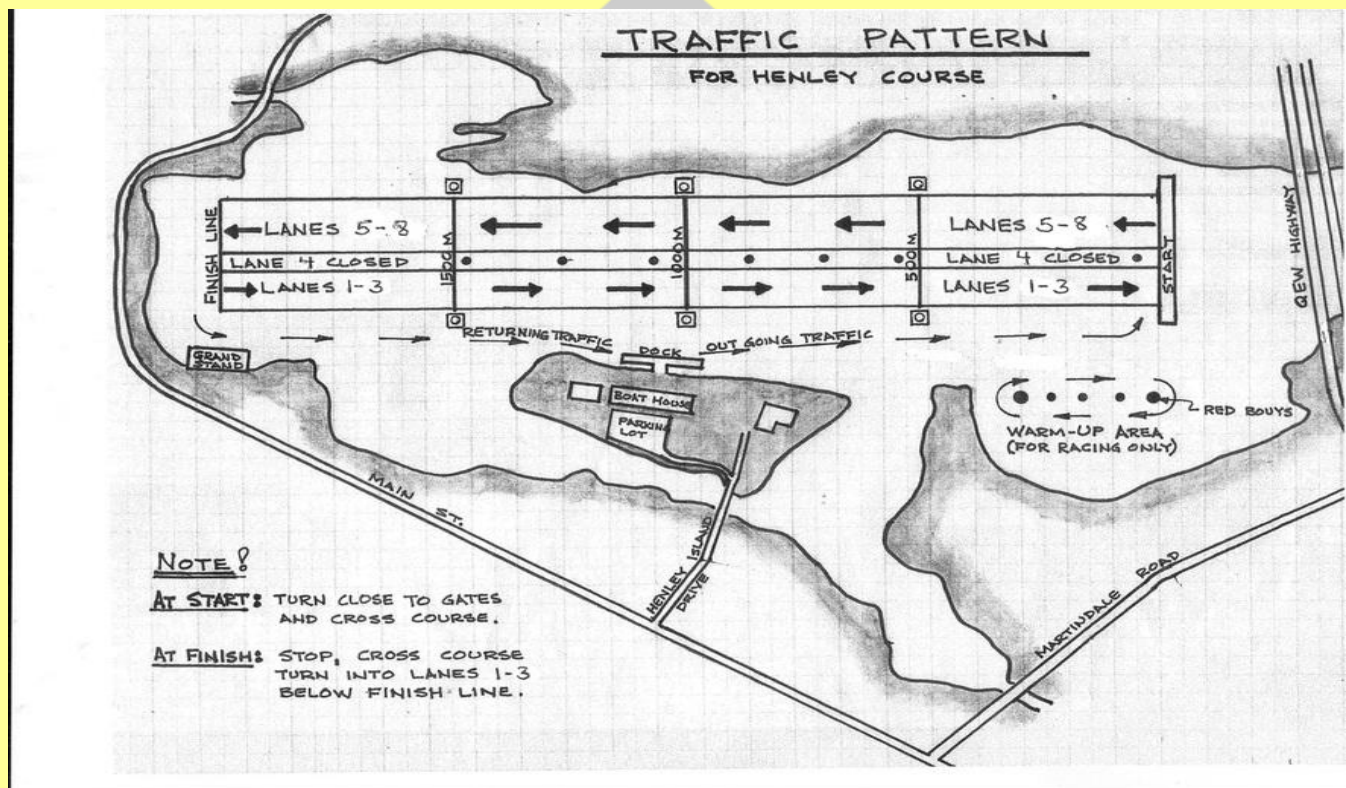 TRAFFIC PATTERN
FOR HENLEY COURSE
QEW HIGHWAY
FINISH LINE
LANES 5-8
LANE 4 CLOSED
LANES 1-3
1500 M
1000 M
500 M
LANES 5-8
LANE 4 CLOSED
LANES 1-3
START
RETURNING TRAFFIC
OUT GOING TRAFFIC
GRAND
STAND
DOCK
BOAT HOUSE
PARKING
LOT
RED BOUYS
WARM-UP AREA
(FOR RACING ONLY)
MAIN
ST.
HENLEY ISLAND
DRIVE
MARTINDALE ROAD
NOTE!
AT START: TURN CLOSE TO GATES
AND CROSS COURSE.
AT FINISH: STOP, CROSS COURSE
TURN INTO LANES 1-3
BELOW FINISH LINE.